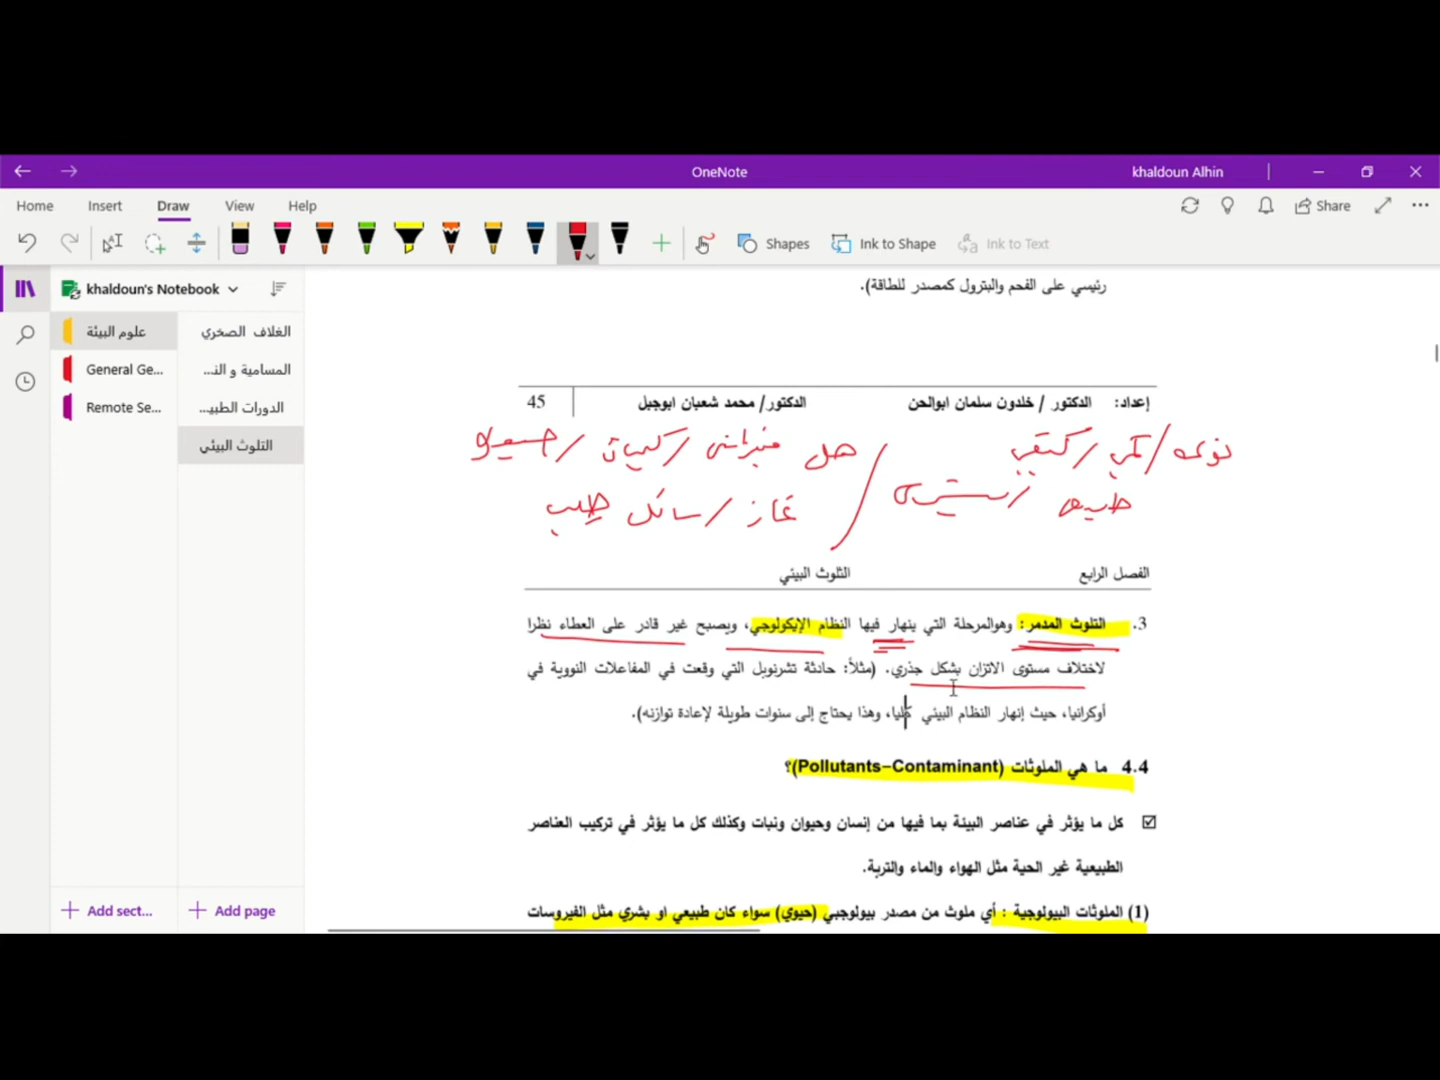 OneNote
khaldoun Alhin
Home Insert Draw View Help
Share
Shapes
Ink to Shape
Ink to Text
khaldoun's Notebook
علوم البيئة
General Ge...
Remote Se...
الغلاف الصخري
المسامية و الن...
الدورات الطبيـ...
التلوث البيئي
Add sect...
Add page
رئيسي على الفحم والبترول كمصدر للطاقة).
إعداد: الدكتور / خلدون سلمان ابوالحن الدكتور/ محمد شعبان ابوجبل 45
هل فيزيائي /
غاز / سائل
الفصل الرابع التلوث البيئي
3. التلوث المدمر: وهوالمرحلة التي ينهار فيها النظام الإيكولوجي، ويصبح غير قادر على العطاء نظرا
لاختلاف مستوى الاتزان بشكل جذري. (مثلاً: حادثة تشرنوبل التي وقعت في المفاعلات النووية في
أوكرانيا، حيث إنهار النظام البيئي كليا، وهذا يحتاج إلى سنوات طويلة لإعادة توازنه).
4.4 ما هي الملوثات (Pollutants-Contaminant)؟
كل ما يؤثر في عناصر البيئة بما فيها من إنسان وحيوان ونبات وكذلك كل ما يؤثر في تركيب العناصر
الطبيعية غير الحية مثل الهواء والماء والتربة.
(1) الملوثات البيولوجية : أي ملوث من مصدر بيولوجي (حيوي) سواء كان طبيعي او بشري مثل الفيروسات